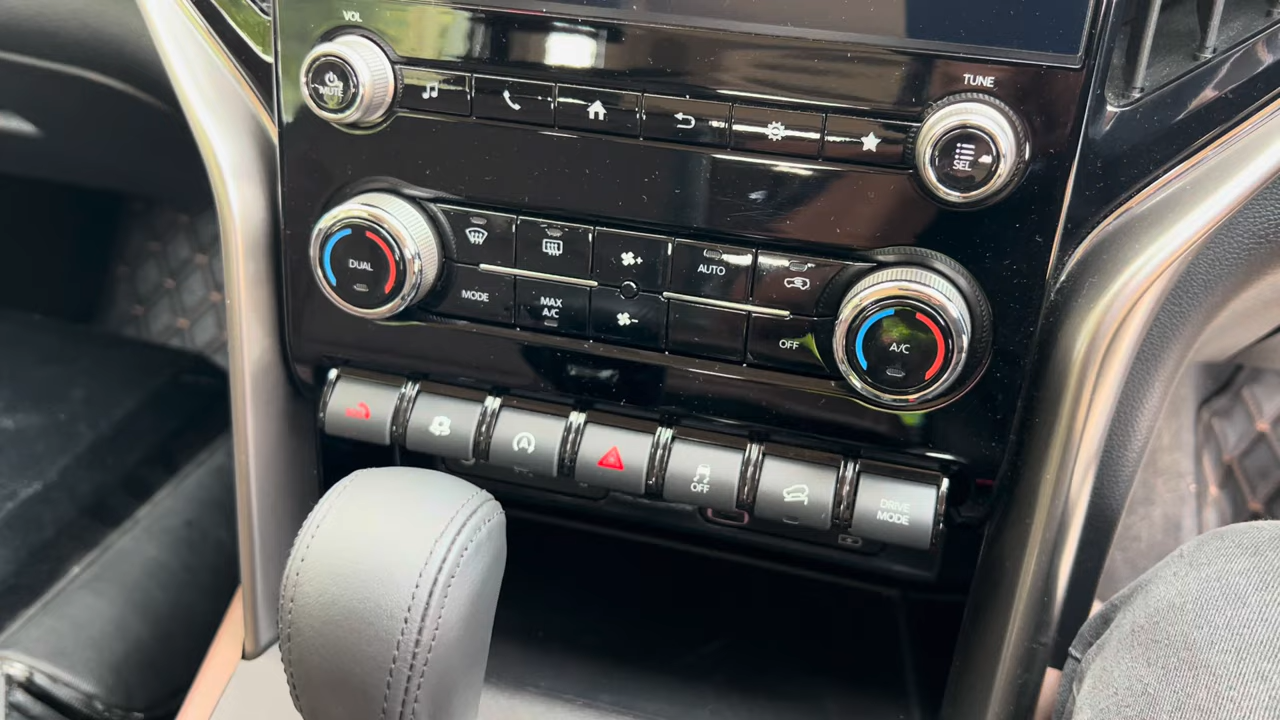 VOL
TUNE
MUTE
SEL
DUAL
AUTO
MODE
MAX
A/C
OFF
A/C
A
OFF
DRIVE
MODE